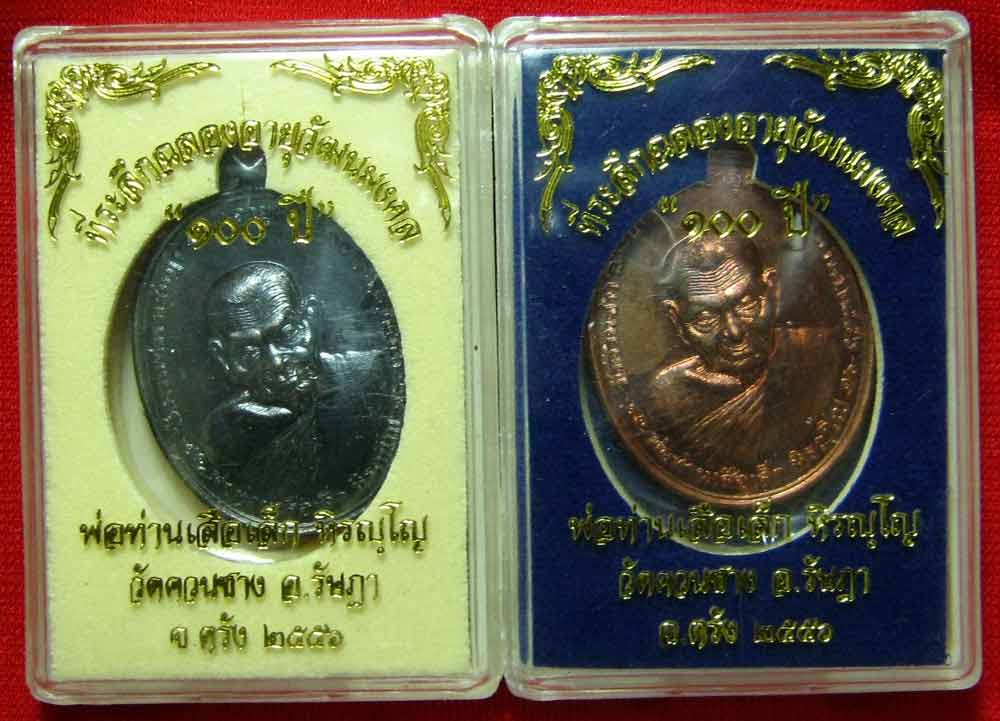 ที่ระลึกฉลองอายุวัฒนมงคล
“๑๐๐ ปี”
พ่อท่านเสือเล็ก หิรญฺโญ
วัดควนชาง อ.รัษฎา
จ.ตรัง ๒๕๕๖
ที่ระลึกฉลองอายุวัฒนมงคล
“๑๐๐ ปี”
พ่อท่านเสือเล็ก หิรญฺโญ
วัดควนชาง อ.รัษฎา
จ.ตรัง ๒๕๕๖